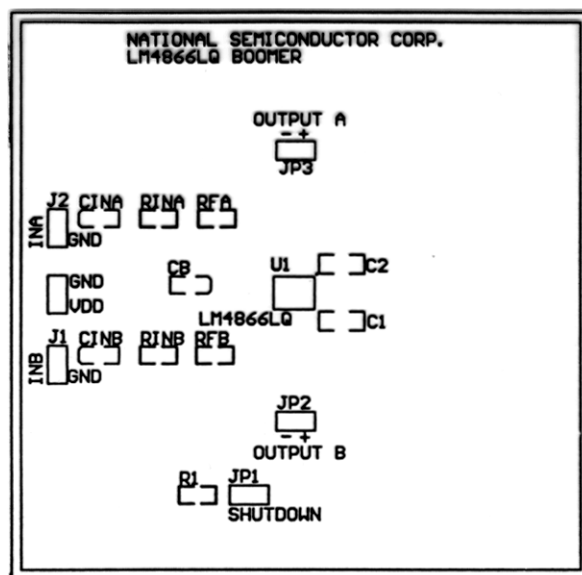 NATIONAL SEMICONDUCTOR CORP.
LM4866LQ BOOMER
OUTPUT A
- +
JP3
J2 CINA RINA RFA
INA
GND
GND
VDD
CB
U1
C2
LM4866LQ
C1
J1 CINB RINB RFB
INB
GND
JP2
- +
OUTPUT B
R1 JP1
SHUTDOWN